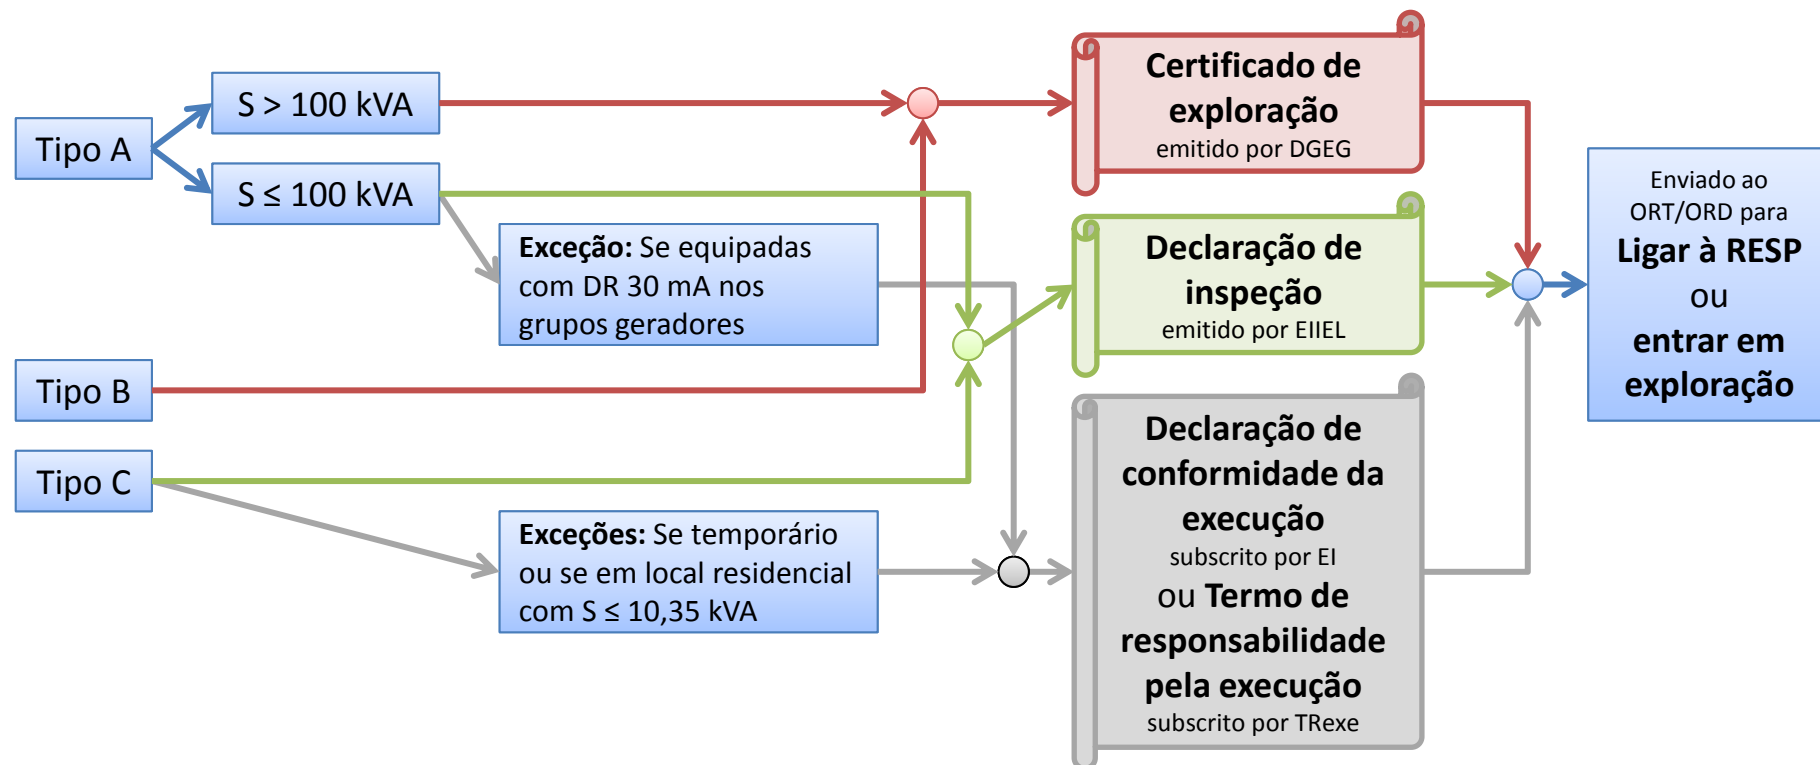 Tipo A
S > 100 kVA
S ≤ 100 kVA
Exceção: Se equipadas
com DR 30 mA nos
grupos geradores
Tipo B
Tipo C
Exceções: Se temporário
ou se em local residencial
com S ≤ 10,35 kVA
Certificado de
exploração
emitido por DGEG
Declaração de
inspeção
emitido por EIIEL
Declaração de
conformidade da
execução
subscrito por EI
ou Termo de
responsabilidade
pela execução
subscrito por TRexe
Enviado ao
ORT/ORD para
Ligar à RESP
ou
entrar em
exploração